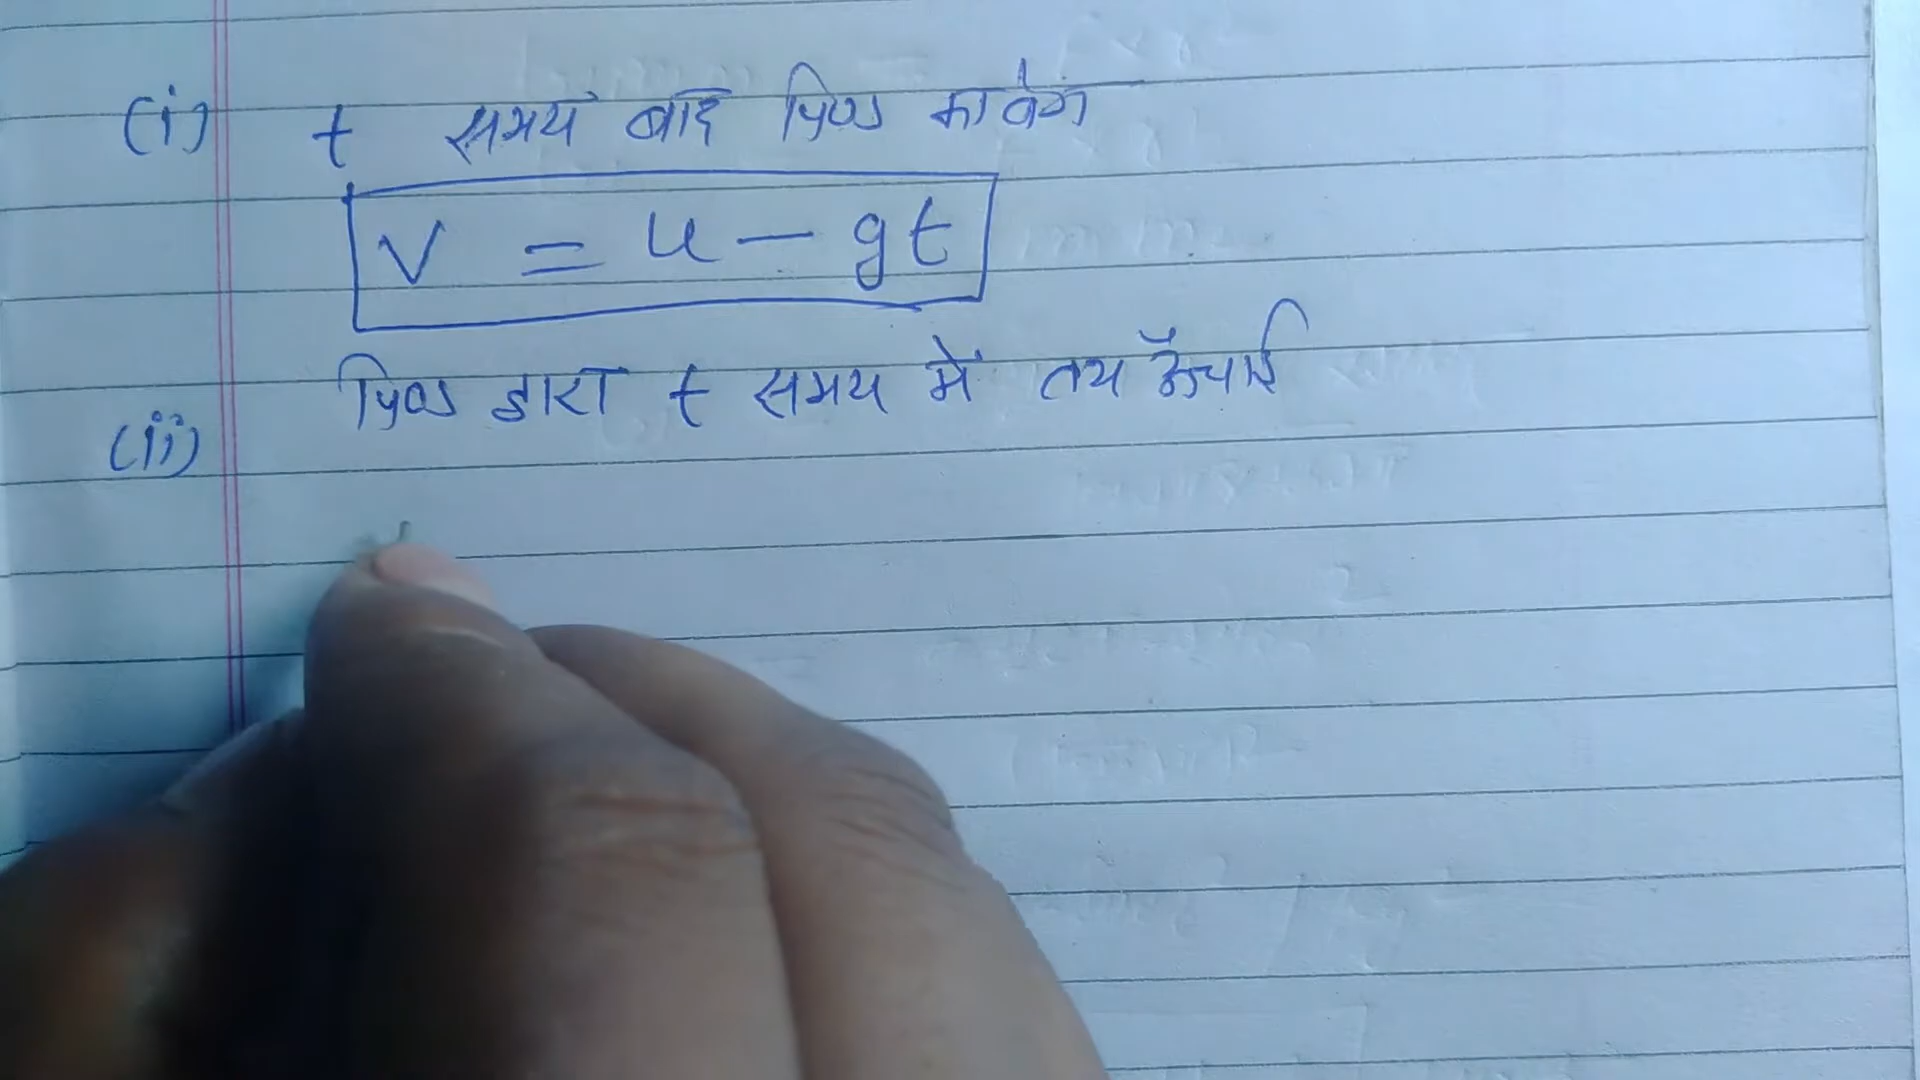 (i) t समय बाद पिण्ड का वेग
v = u - gt
(ii) पिण्ड द्वारा t समय में तय ऊँचाई